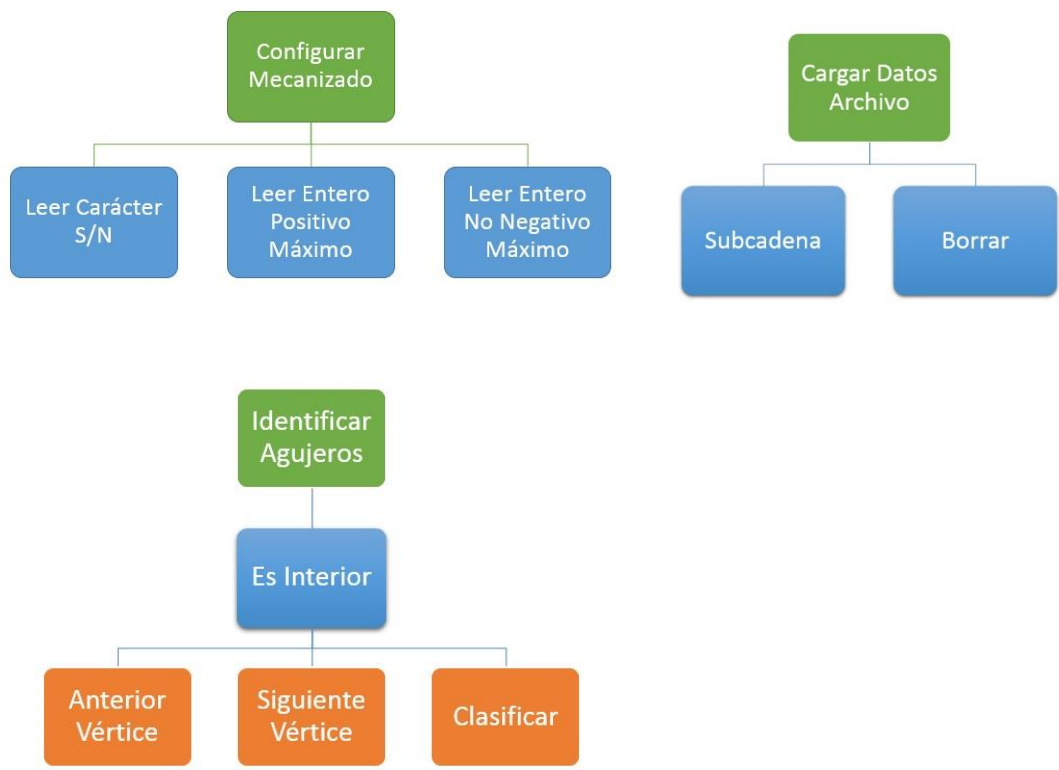 Configurar
Mecanizado
Leer Carácter
S/N
Leer Entero
Positivo
Máximo
Leer Entero
No Negativo
Máximo
Cargar Datos
Archivo
Subcadena
Borrar
Identificar
Agujeros
Es Interior
Anterior
Vértice
Siguiente
Vértice
Clasificar